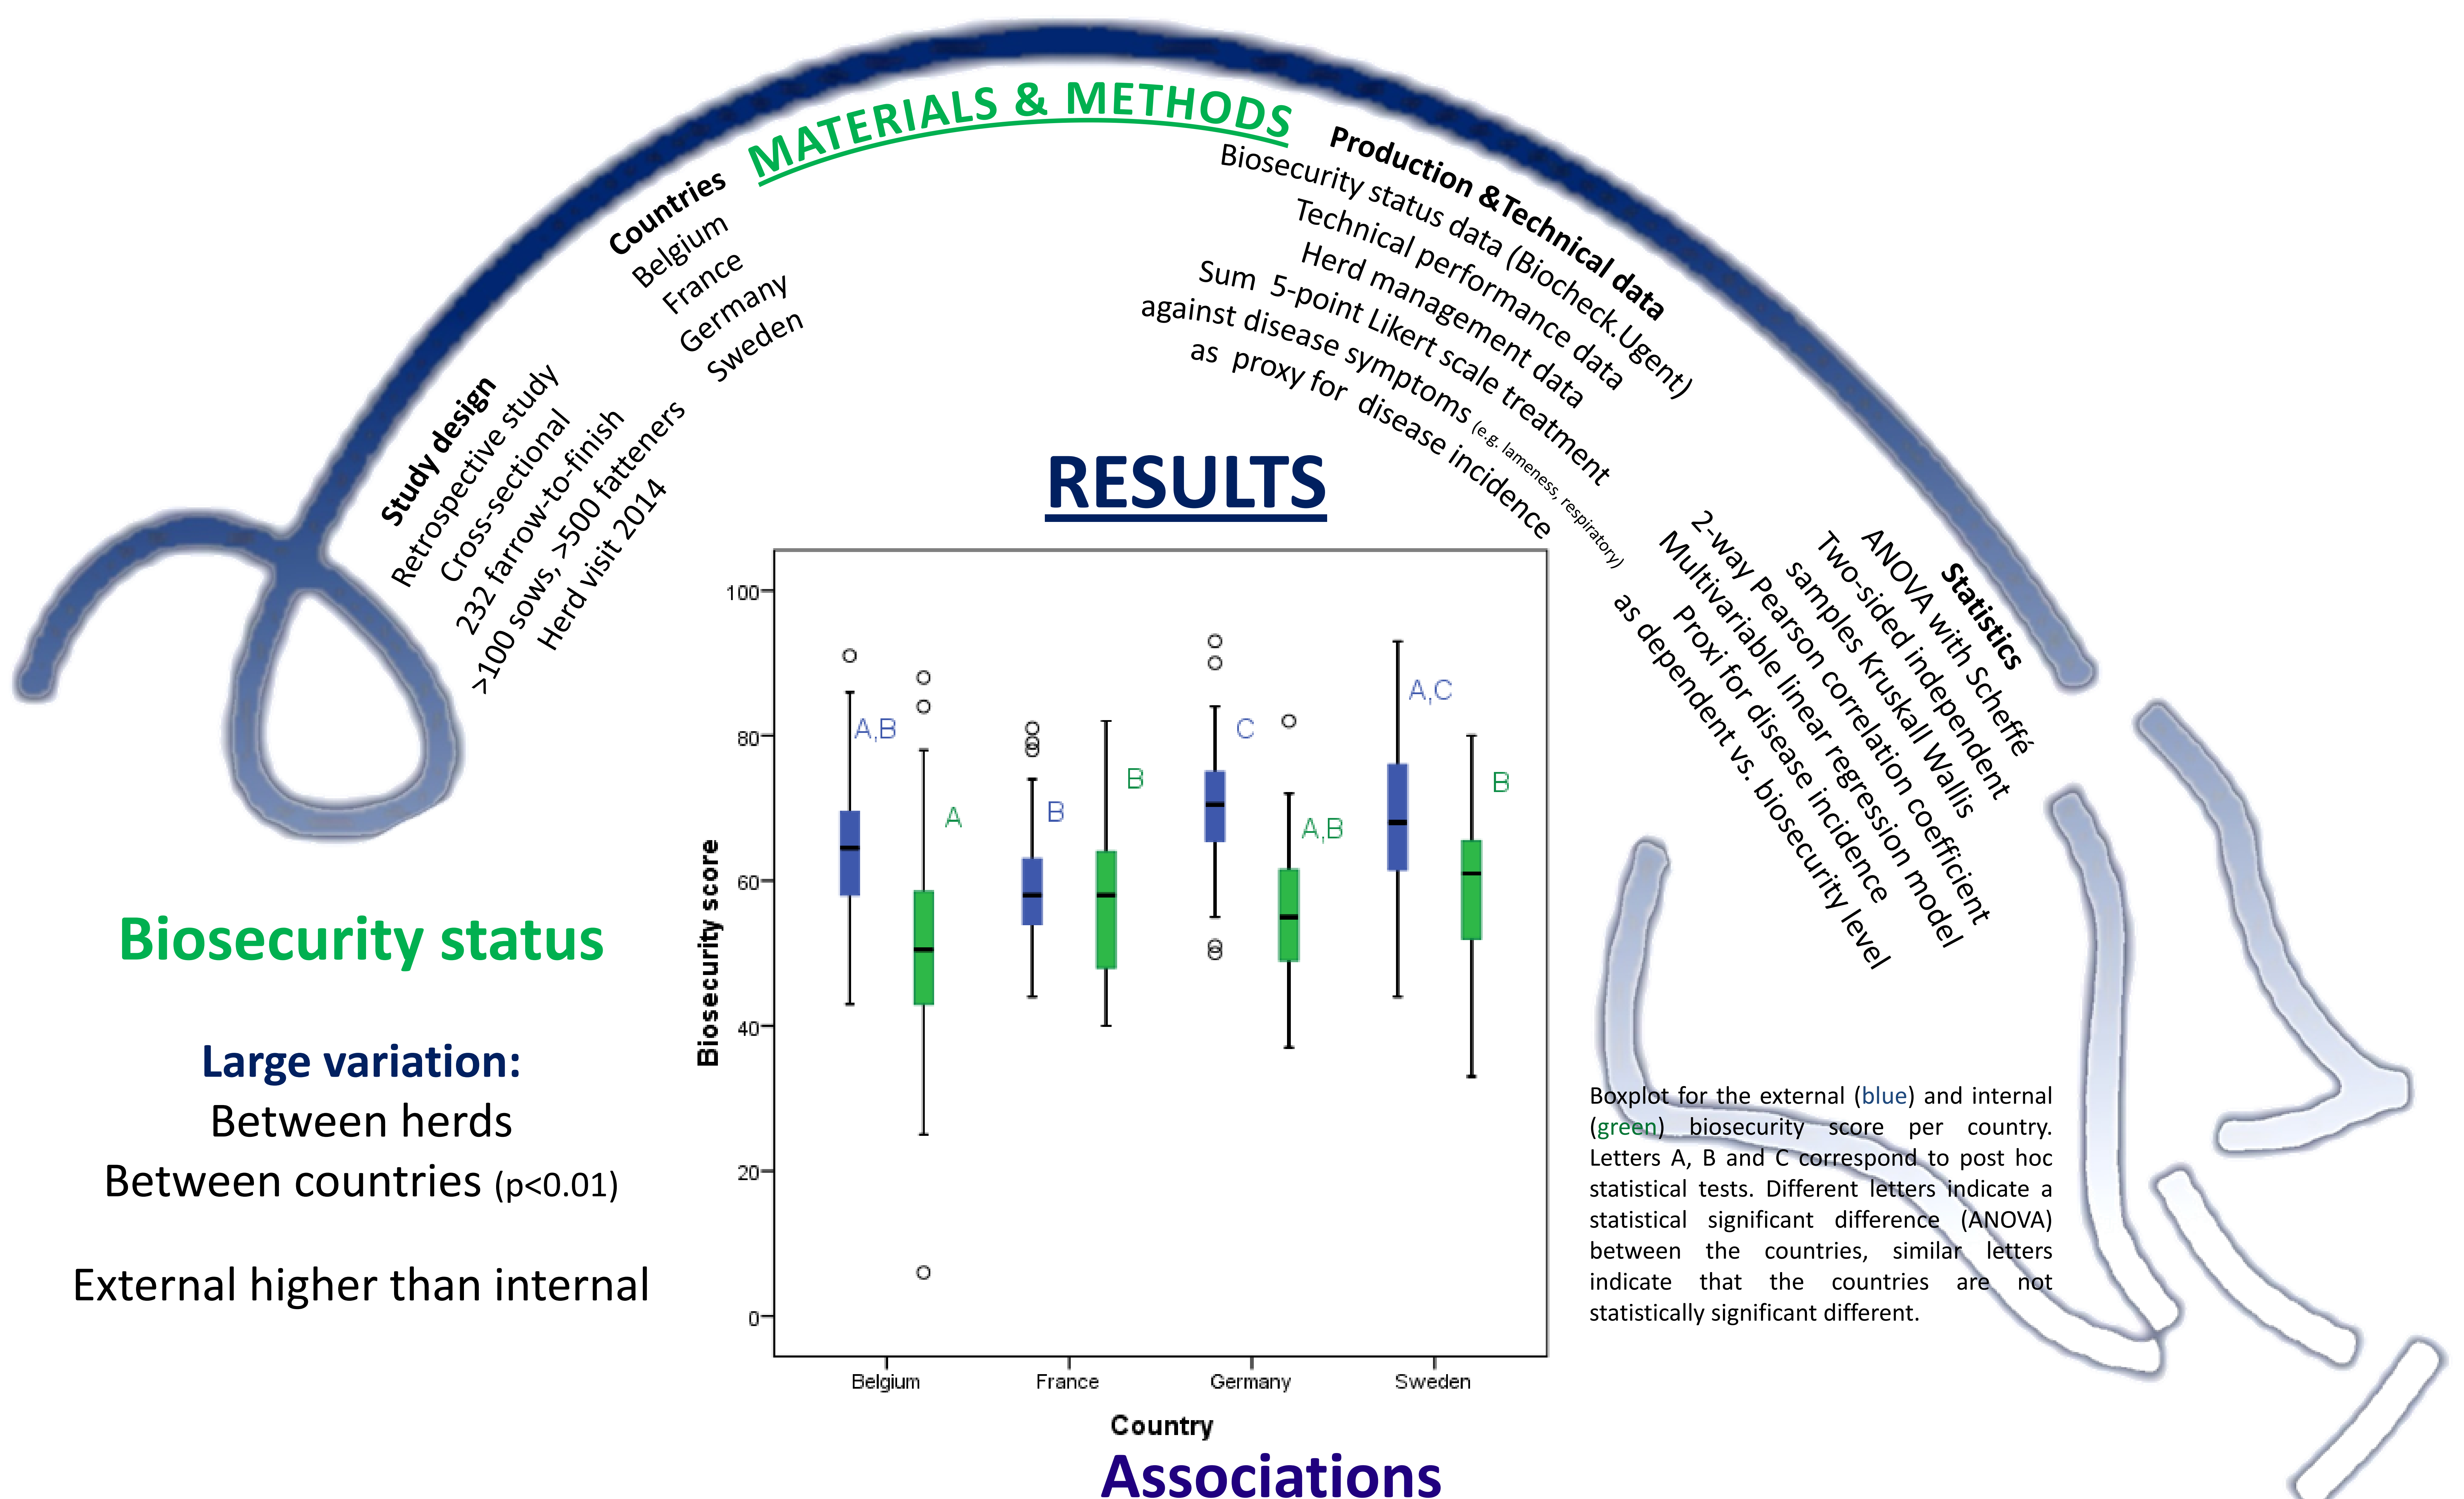 MATERIALS & METHODS
Study design
Retrospective study
Cross-sectional
232 farrow-to-finish
>100 sows, >500 fatteners
Herd visit 2014
Countries
Belgium
France
Germany
Sweden
Production &Technical data
Biosecurity status data (Biocheck.Ugent)
Technical performance data
Herd management data
Sum 5-point Likert scale treatment
against disease symptoms (e.g. lameness, respiratory)
as proxy for disease incidence
Statistics
ANOVA with Scheffé
Two-sided independent
samples Kruskall Wallis
2-way Pearson correlation coefficient
Multivariable linear regression model
Proxi for disease incidence
as dependent vs. biosecurity level
RESULTS
Biosecurity status
Large variation:
Between herds
Between countries (p<0.01)
External higher than internal
Biosecurity score
100
80
60
40
20
0
A,B
A
B
B
C
A,B
A,C
B
Belgium
France
Germany
Sweden
Country
Boxplot for the external (blue) and internal
(green) biosecurity score per country.
Letters A, B and C correspond to post hoc
statistical tests. Different letters indicate a
statistical significant difference (ANOVA)
between the countries, similar letters
indicate that the countries are not
statistically significant different.
Associations